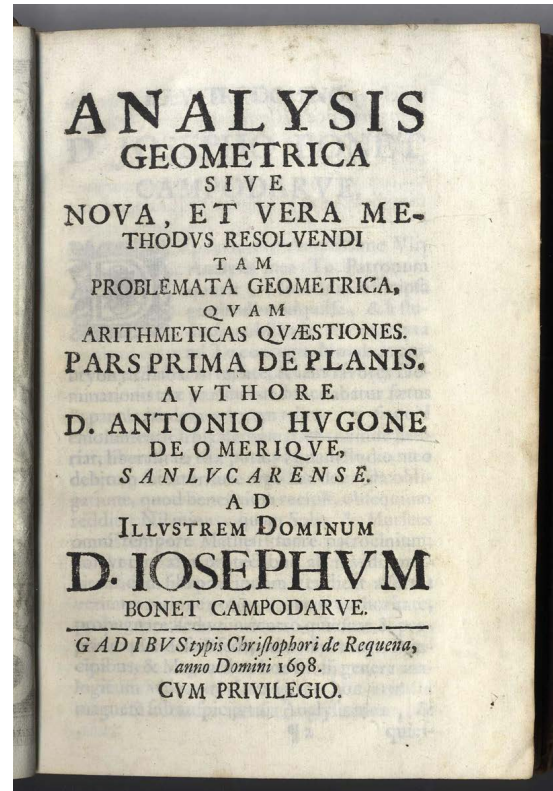 ANALYSIS
GEOMETRICA
SIVE
NOVA, ET VERA ME-
THODVS RESOLVENDI
TAM
PROBLEMATA GEOMETRICA,
QVAM
ARITHMETICAS QVÆSTIONES.
PARS PRIMA DE PLANIS.
AVTHORE
D. ANTONIO HVGONE
DE OMERIQVE,
SANLVCARENSE.
AD
ILLVSTREM DOMINUM
D. IOSEPHVM
BONET CAMPODARVE.
GADIBVS typis Chriſtophori de Requena,
anno Domini 1698.
CVM PRIVILEGIO.